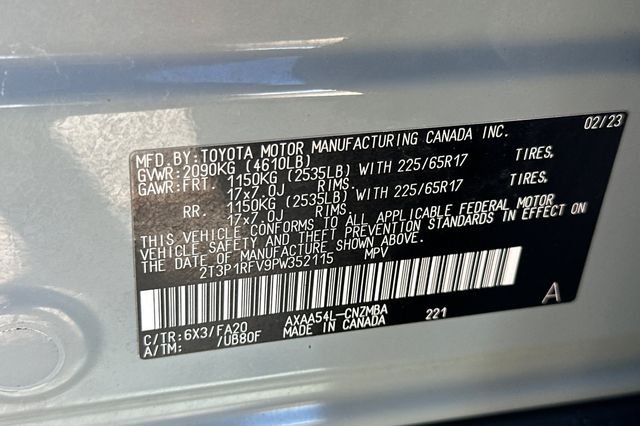 02/23
MFD.BY:TOYOTA MOTOR MANUFACTURING CANADA INC.
GVWR:2090KG (4610LB)
GAWR:FRT. 1150KG (2535LB) WITH 225/65R17 TIRES,
17x7.0J RIMS.
RR. 1150KG (2535LB) WITH 225/65R17 TIRES,
17x7.0J RIMS.
THIS VEHICLE CONFORMS TO ALL APPLICABLE FEDERAL MOTOR
VEHICLE SAFETY AND THEFT PREVENTION STANDARDS IN EFFECT ON
THE DATE OF MANUFACTURE SHOWN ABOVE.
2T3P1RFV9PW352115 MPV
C/TR:6X3/FA20 AXAA54L-CNZMBA 221 A
A/TM: /UB80F MADE IN CANADA